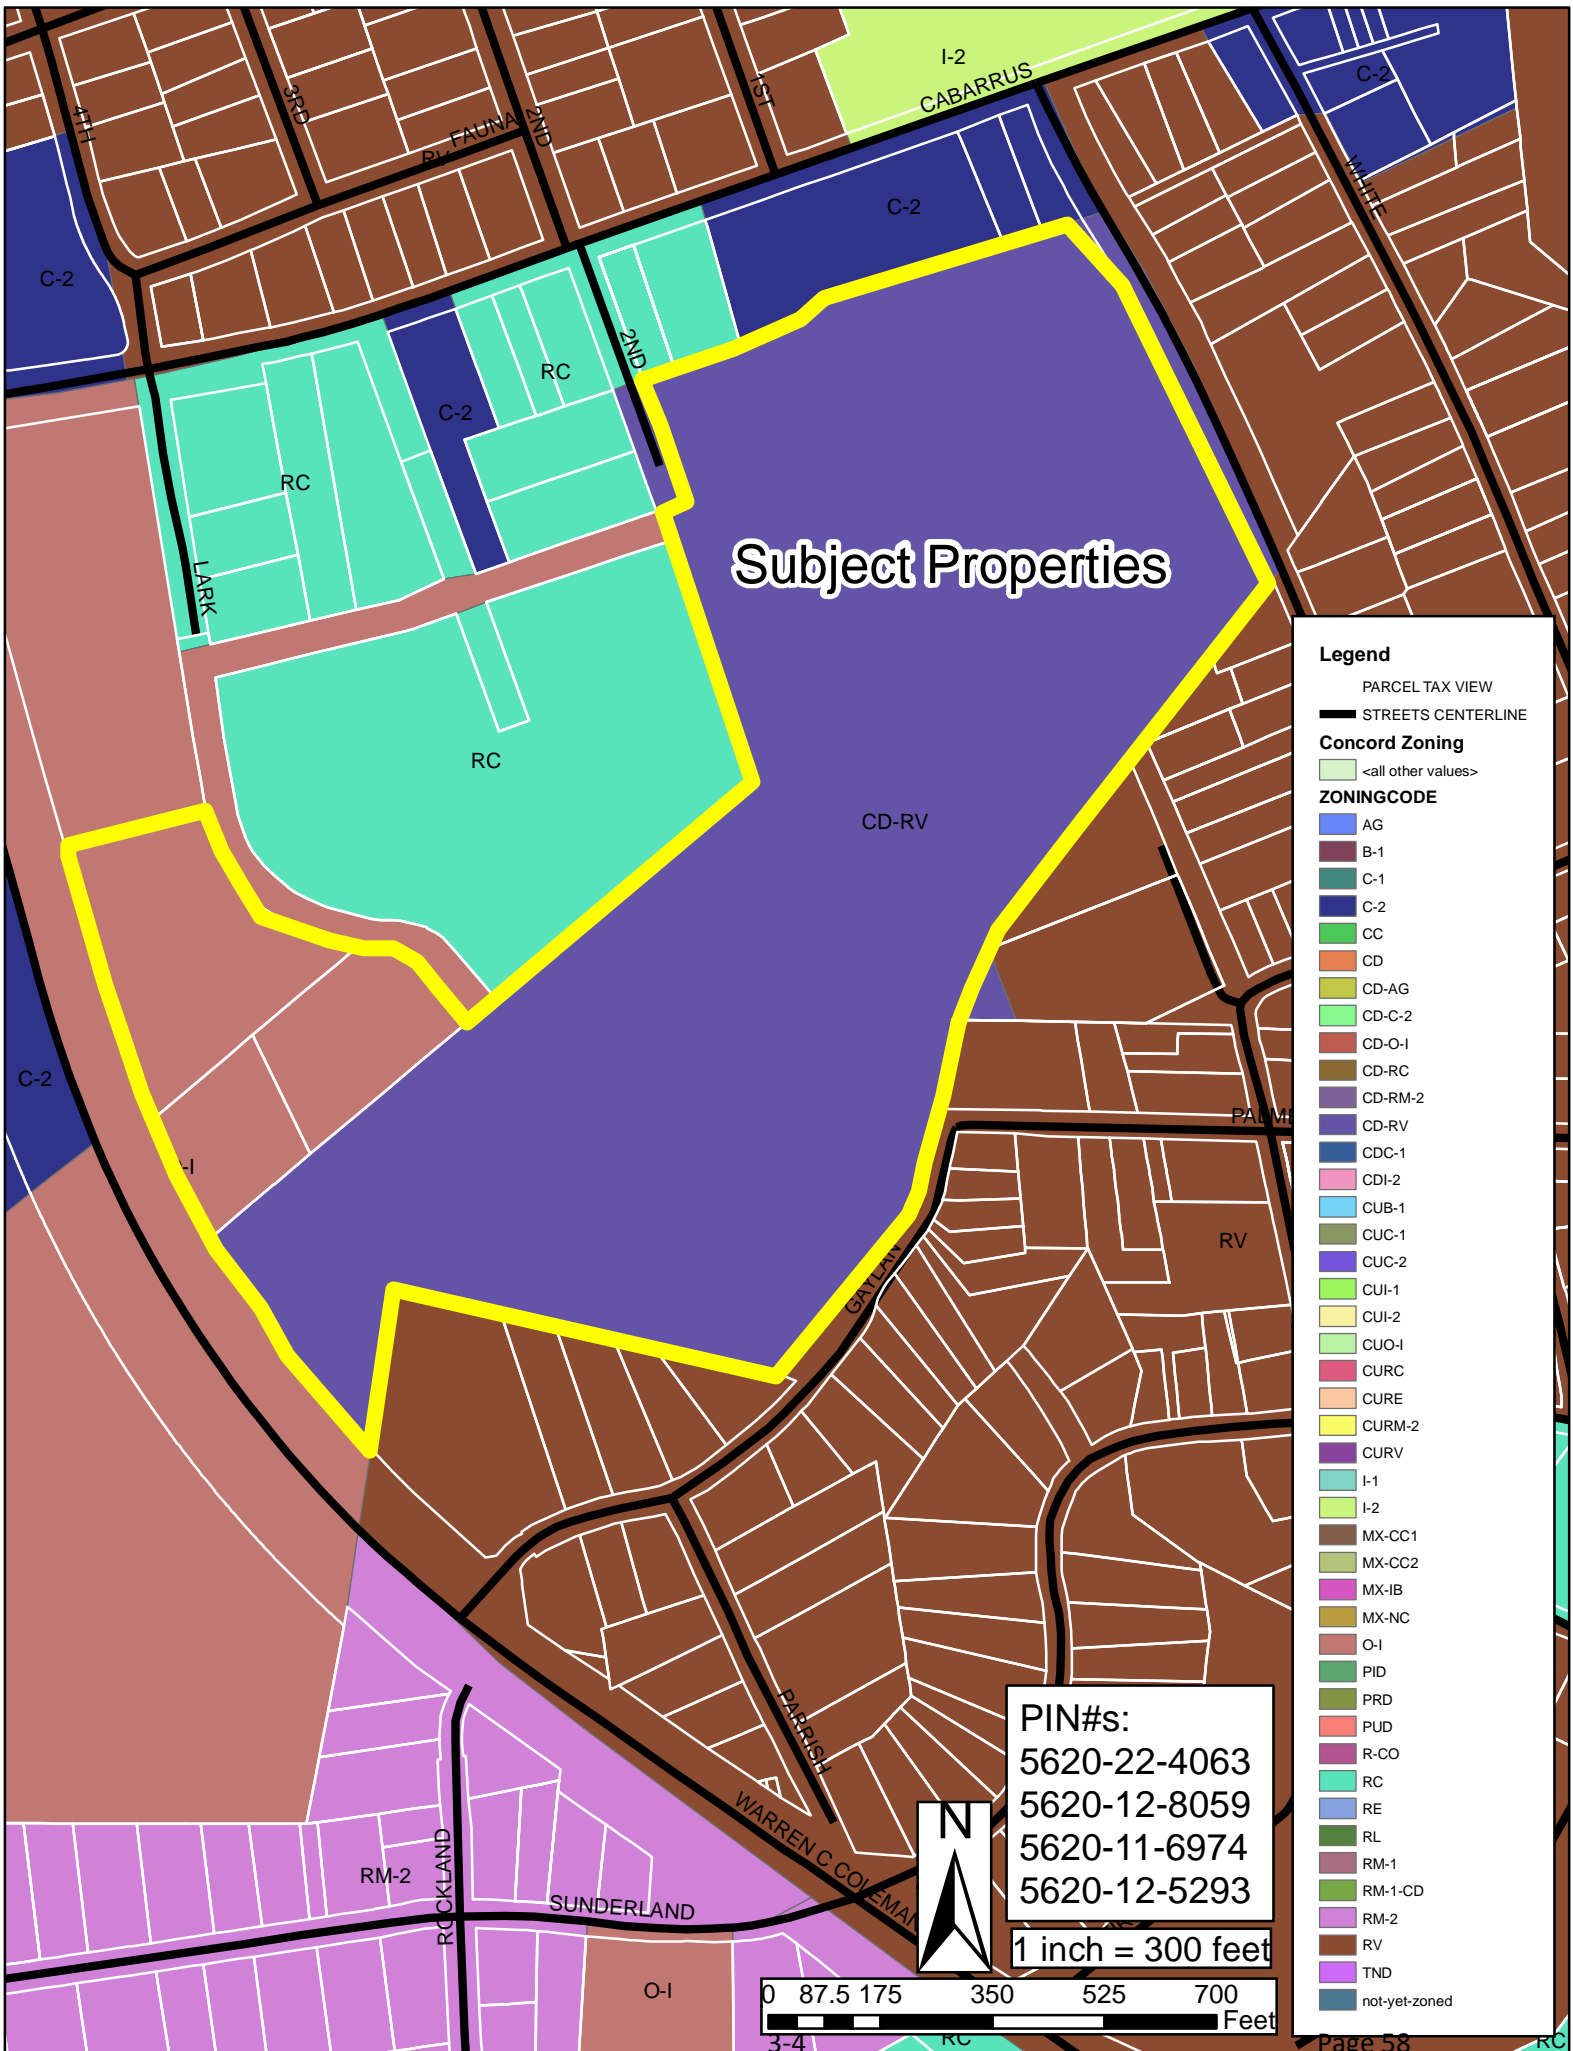 I-2
CABARRUS
C-2
4TH
3RD
FAUNA
RV
2ND
1ST
WHITE
C-2
C-2
2ND
RC
C-2
RC
LARK
Subject Properties
RC
CD-RV
C-2
O-I
RV
GAYLAN
PARRISH
WARREN C COLEMAN
RM-2
ROCKLAND
SUNDERLAND
O-I
RC
RC
Legend
PARCEL TAX VIEW
STREETS CENTERLINE
Concord Zoning
<all other values>
ZONINGCODE
AG
B-1
C-1
C-2
CC
CD
CD-AG
CD-C-2
CD-O-I
CD-RC
CD-RM-2
CD-RV
CDC-1
CDI-2
CUB-1
CUC-1
CUC-2
CUI-1
CUI-2
CUO-I
CURC
CURE
CURM-2
CURV
I-1
I-2
MX-CC1
MX-CC2
MX-IB
MX-NC
O-I
PID
PRD
PUD
R-CO
RC
RE
RL
RM-1
RM-1-CD
RM-2
RV
TND
not-yet-zoned
PIN#s:
5620-22-4063
5620-12-8059
5620-11-6974
5620-12-5293
N
1 inch = 300 feet
0 87.5 175 350 525 700
Feet
3-4
Page 58